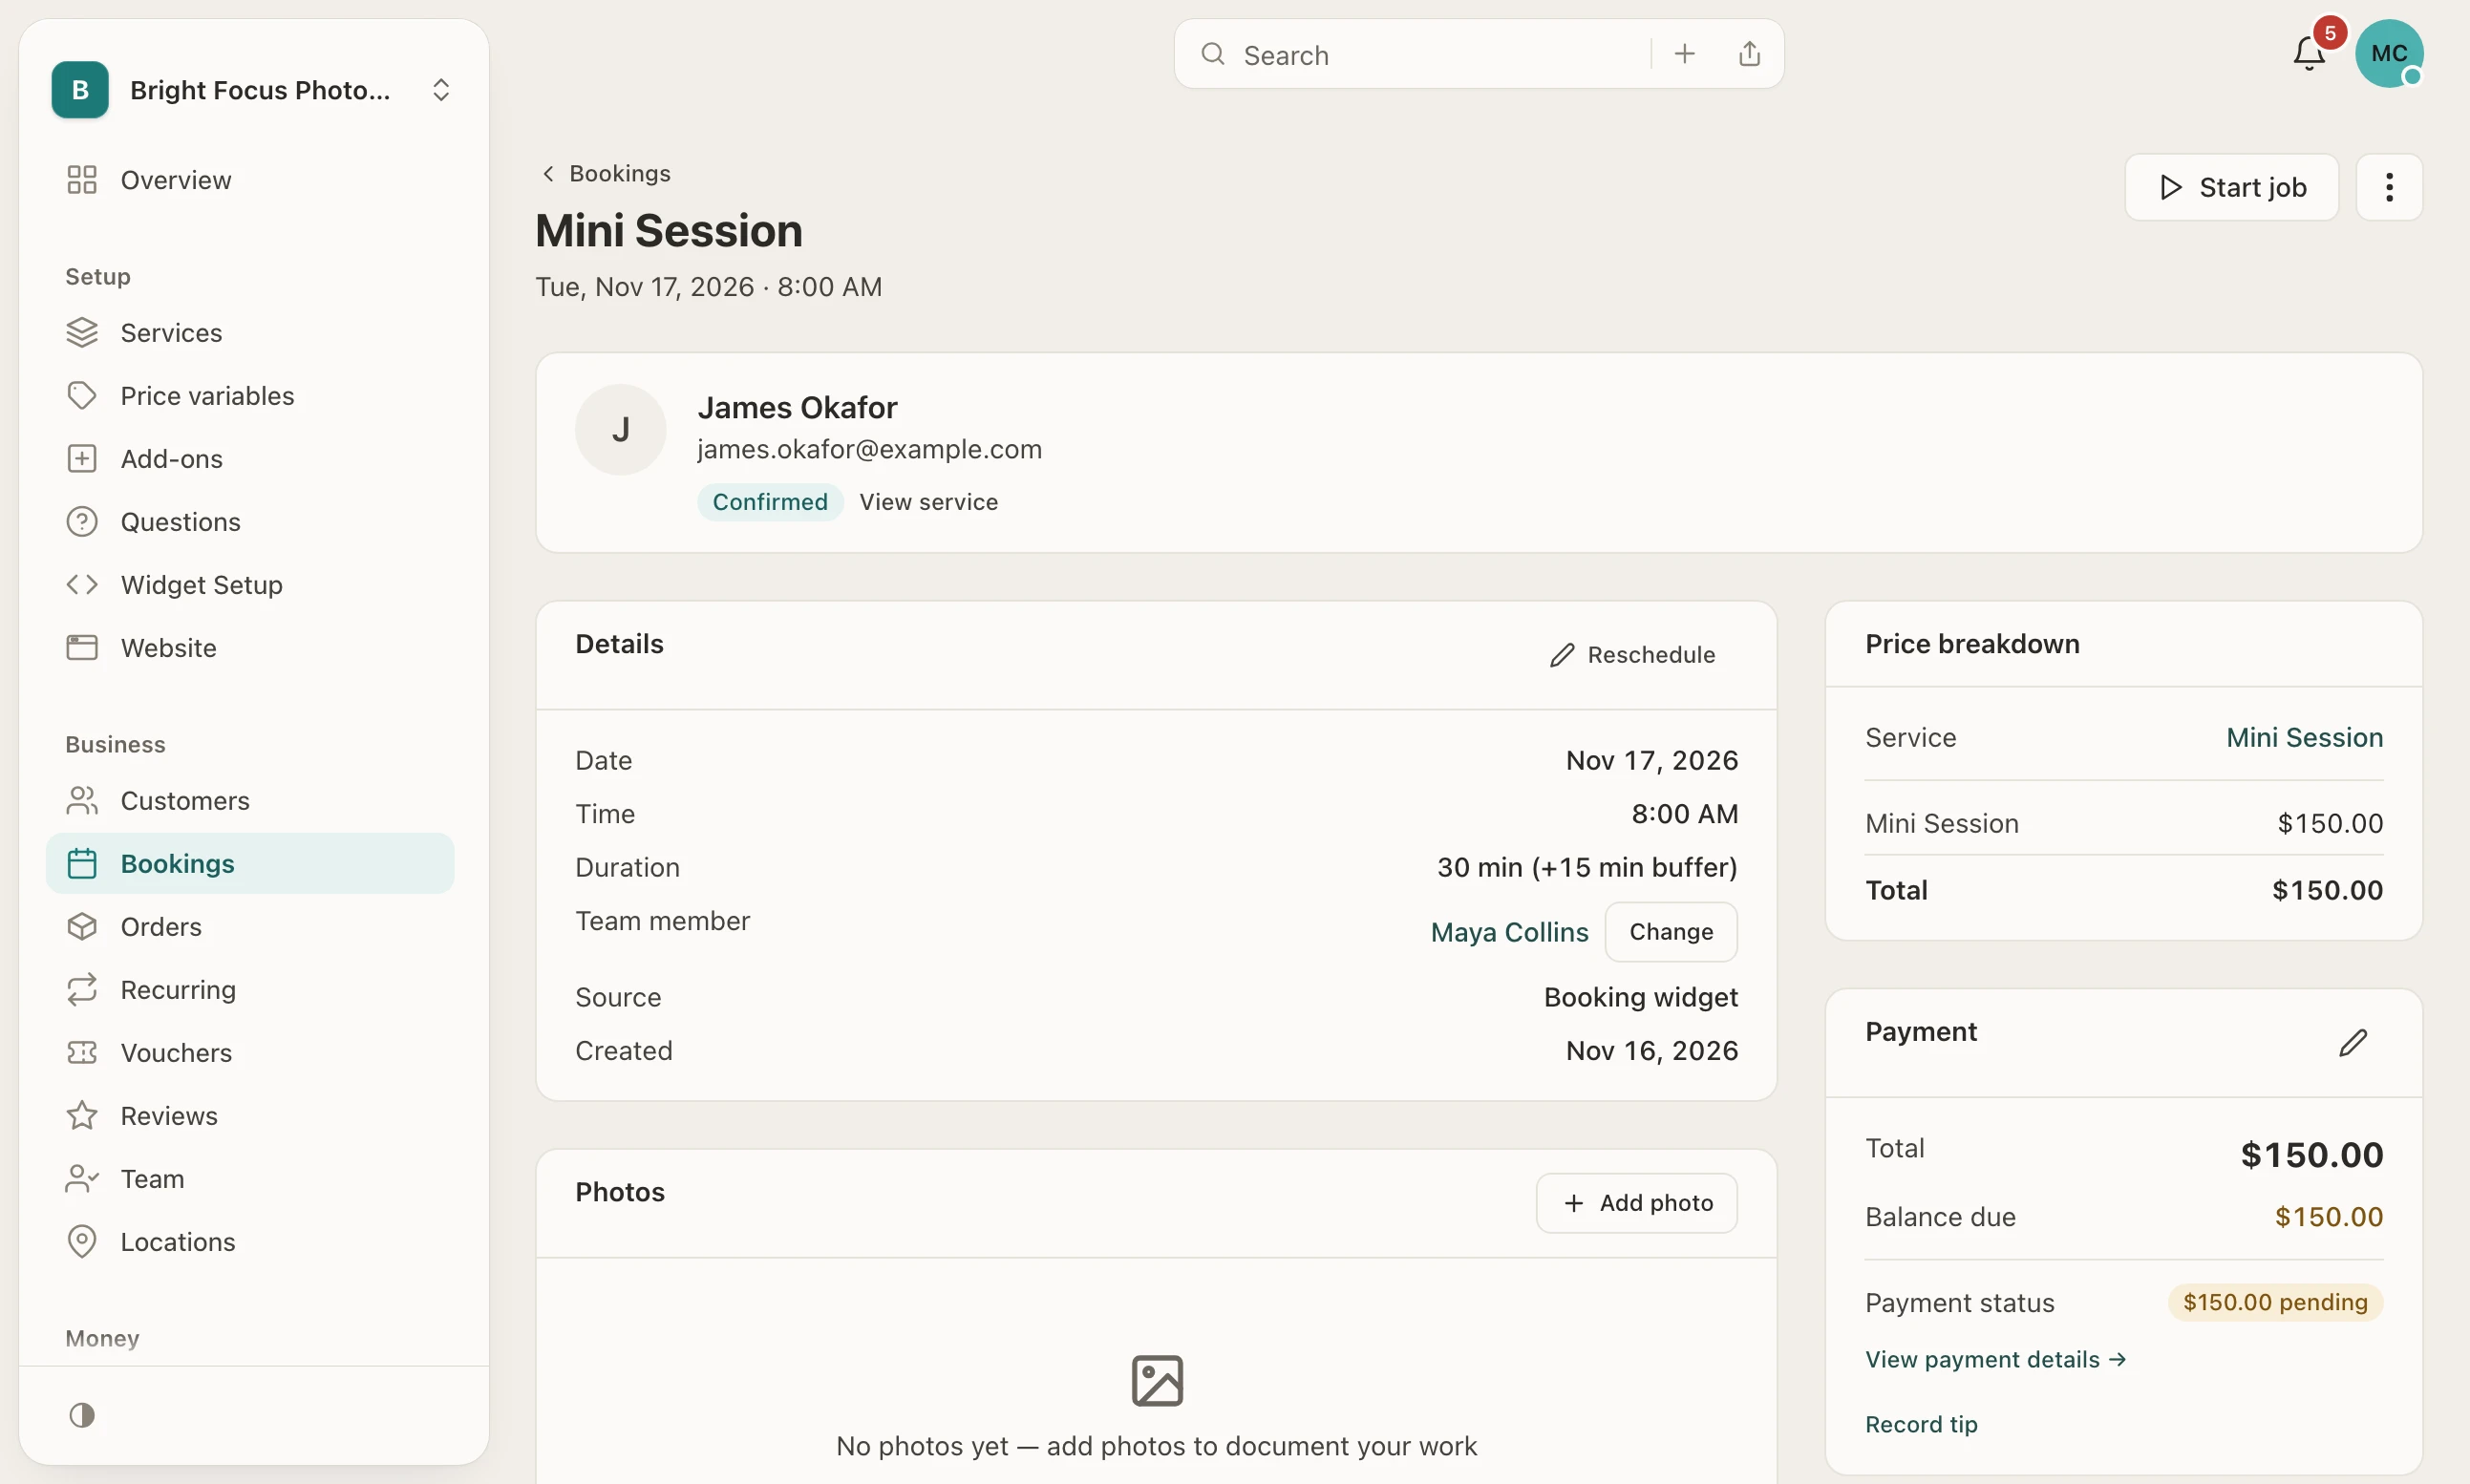 B Bright Focus Photo...
Overview
Setup
Services
Price variables
Add-ons
Questions
Widget Setup
Website
Business
Customers
Bookings
Orders
Recurring
Vouchers
Reviews
Team
Locations
Money
Search
5
MC
Bookings
Mini Session
Tue, Nov 17, 2026 · 8:00 AM
Start job
J
James Okafor
james.okafor@example.com
Confirmed View service
Details
Reschedule
Date Nov 17, 2026
Time 8:00 AM
Duration 30 min (+15 min buffer)
Team member Maya Collins Change
Source Booking widget
Created Nov 16, 2026
Photos
Add photo
No photos yet — add photos to document your work
Price breakdown
Service Mini Session
Mini Session $150.00
Total $150.00
Payment
Total $150.00
Balance due $150.00
Payment status $150.00 pending
View payment details →
Record tip